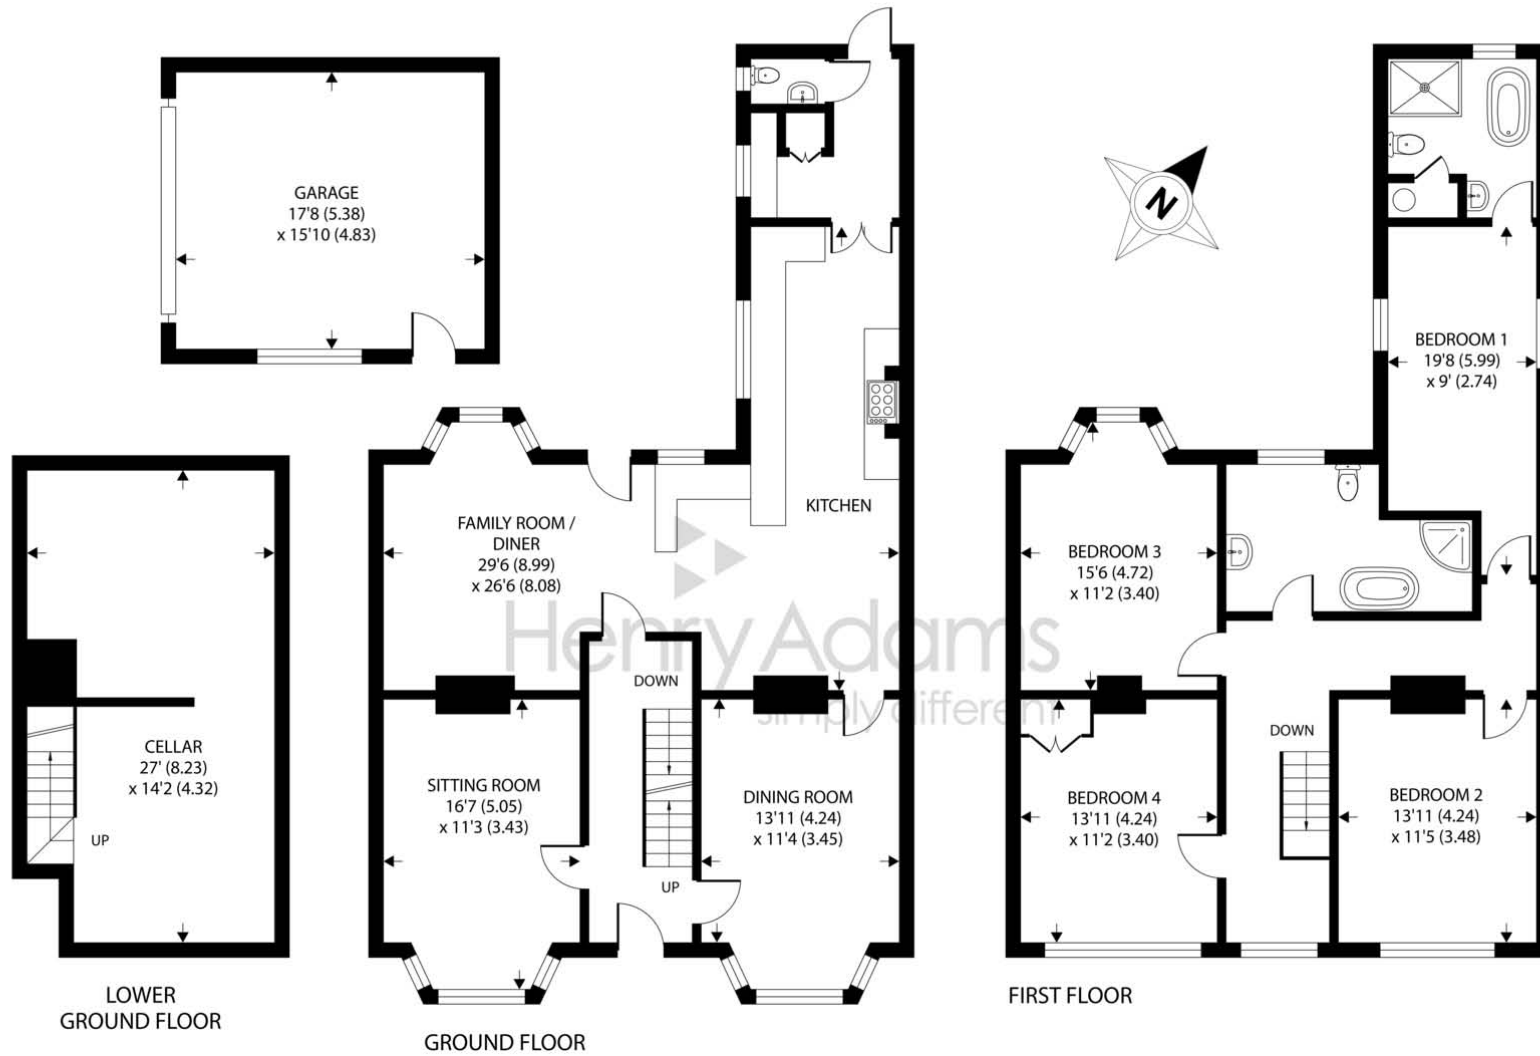 GARAGE
17'8 (5.38)
x 15'10 (4.83)
N
BEDROOM 1
19'8 (5.99)
x 9' (2.74)
FAMILY ROOM /
DINER
29'6 (8.99)
x 26'6 (8.08)
KITCHEN
BEDROOM 3
15'6 (4.72)
x 11'2 (3.40)
Henry Adams
simply different
DOWN
CELLAR
27' (8.23)
x 14'2 (4.32)
UP
SITTING ROOM
16'7 (5.05)
x 11'3 (3.43)
DINING ROOM
13'11 (4.24)
x 11'4 (3.45)
UP
DOWN
BEDROOM 4
13'11 (4.24)
x 11'2 (3.40)
BEDROOM 2
13'11 (4.24)
x 11'5 (3.48)
LOWER
GROUND FLOOR
GROUND FLOOR
FIRST FLOOR